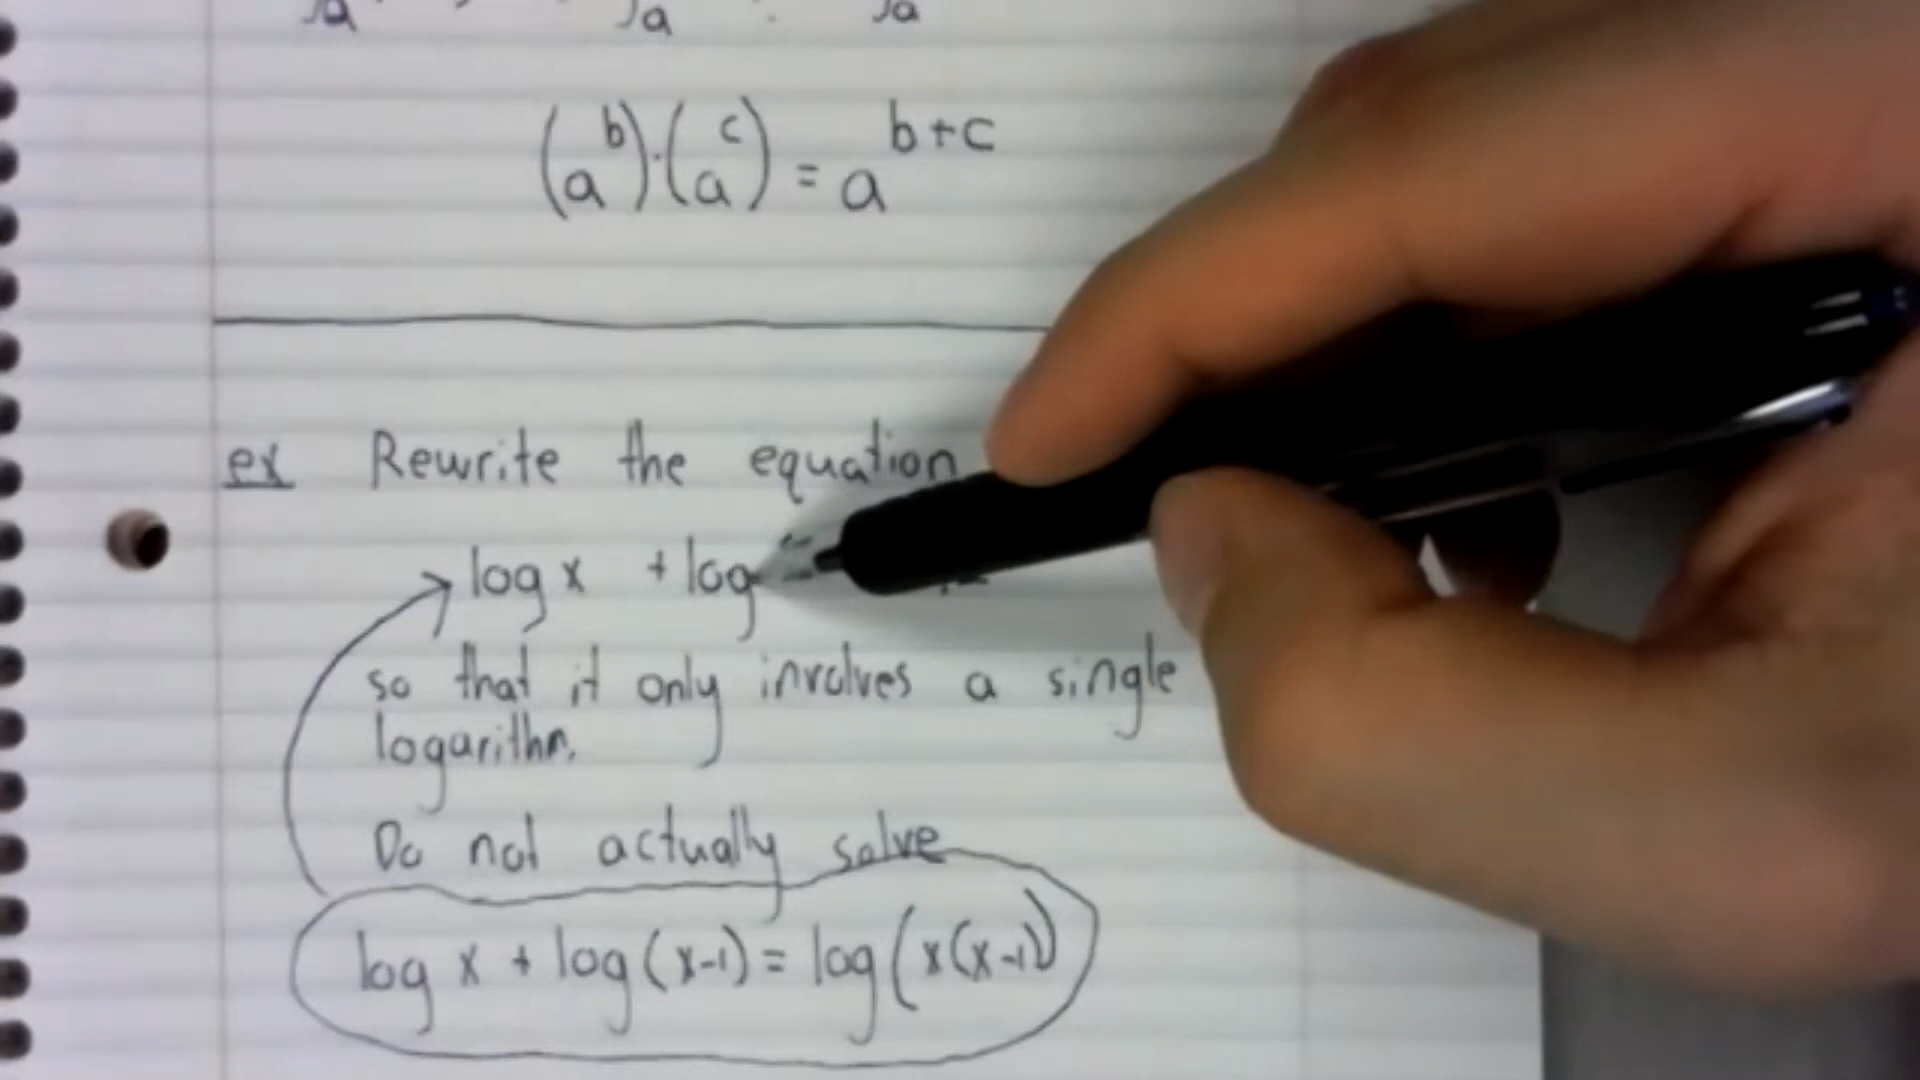 (a^b)·(a^c) = a^(b+c)
ex Rewrite the equation
log x + log
so that it only involves a single
logarithm.
Do not actually solve
log x + log(x-1) = log(x(x-1))